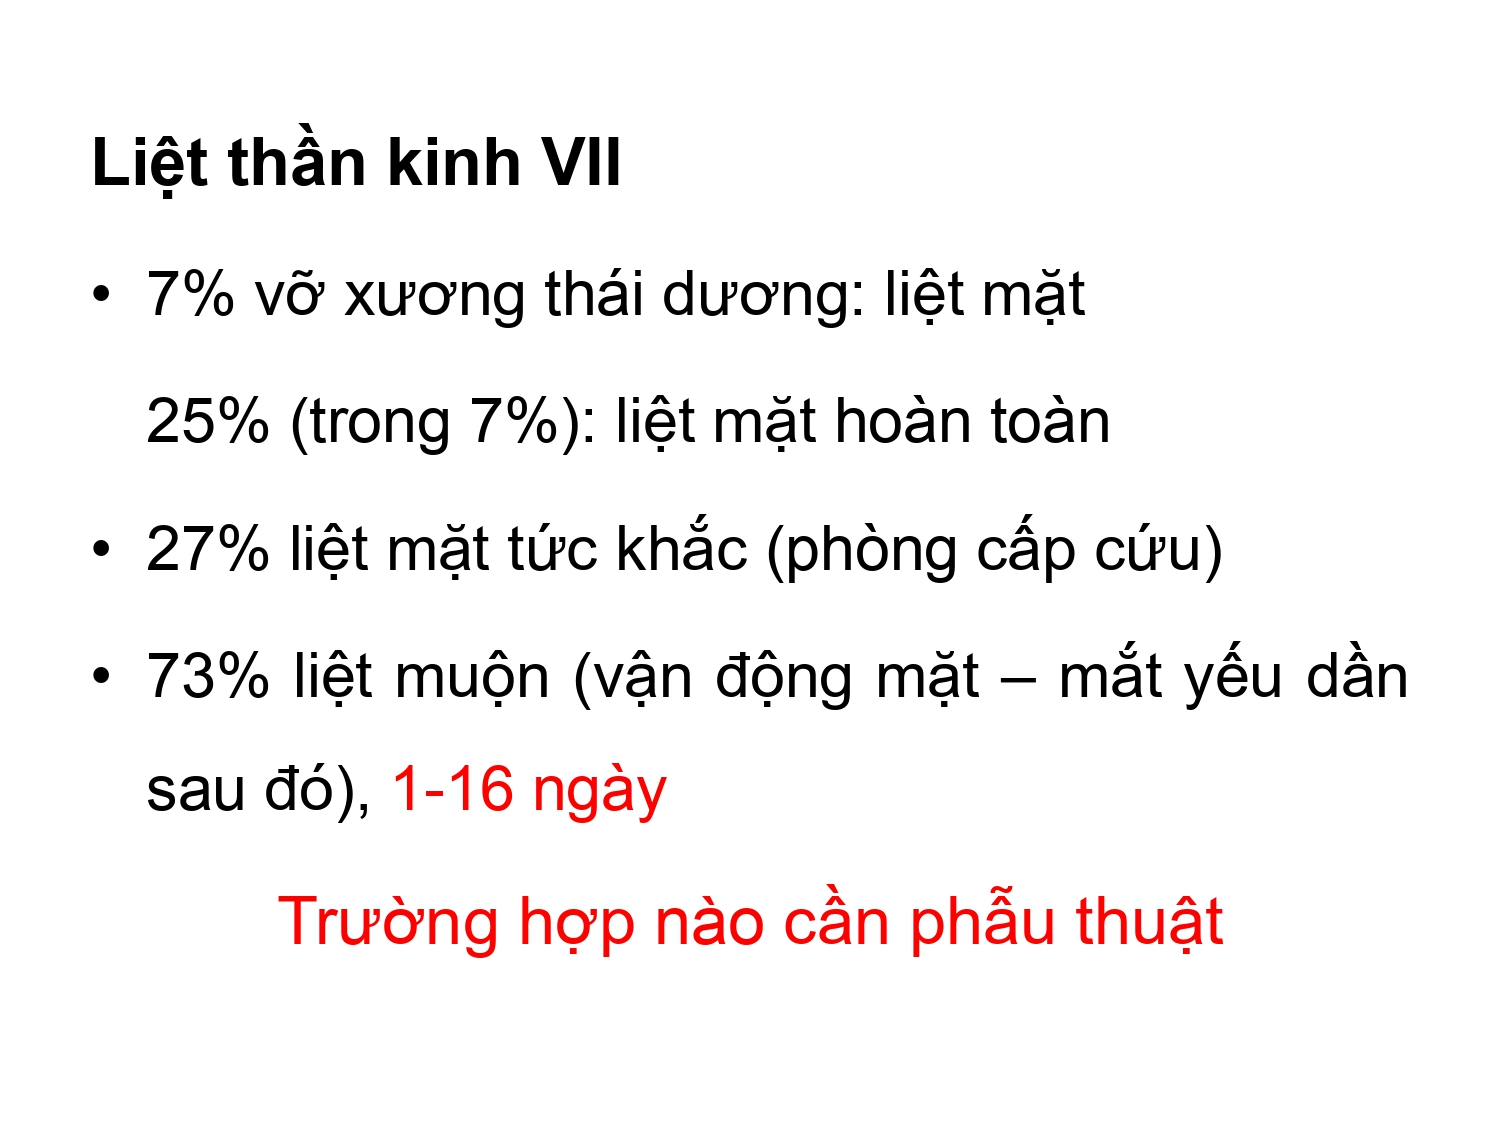 Liệt thần kinh VII
• 7% vỡ xương thái dương: liệt mặt
25% (trong 7%): liệt mặt hoàn toàn
• 27% liệt mặt tức khắc (phòng cấp cứu)
• 73% liệt muộn (vận động mặt – mắt yếu dần
sau đó), 1-16 ngày
Trường hợp nào cần phẫu thuật